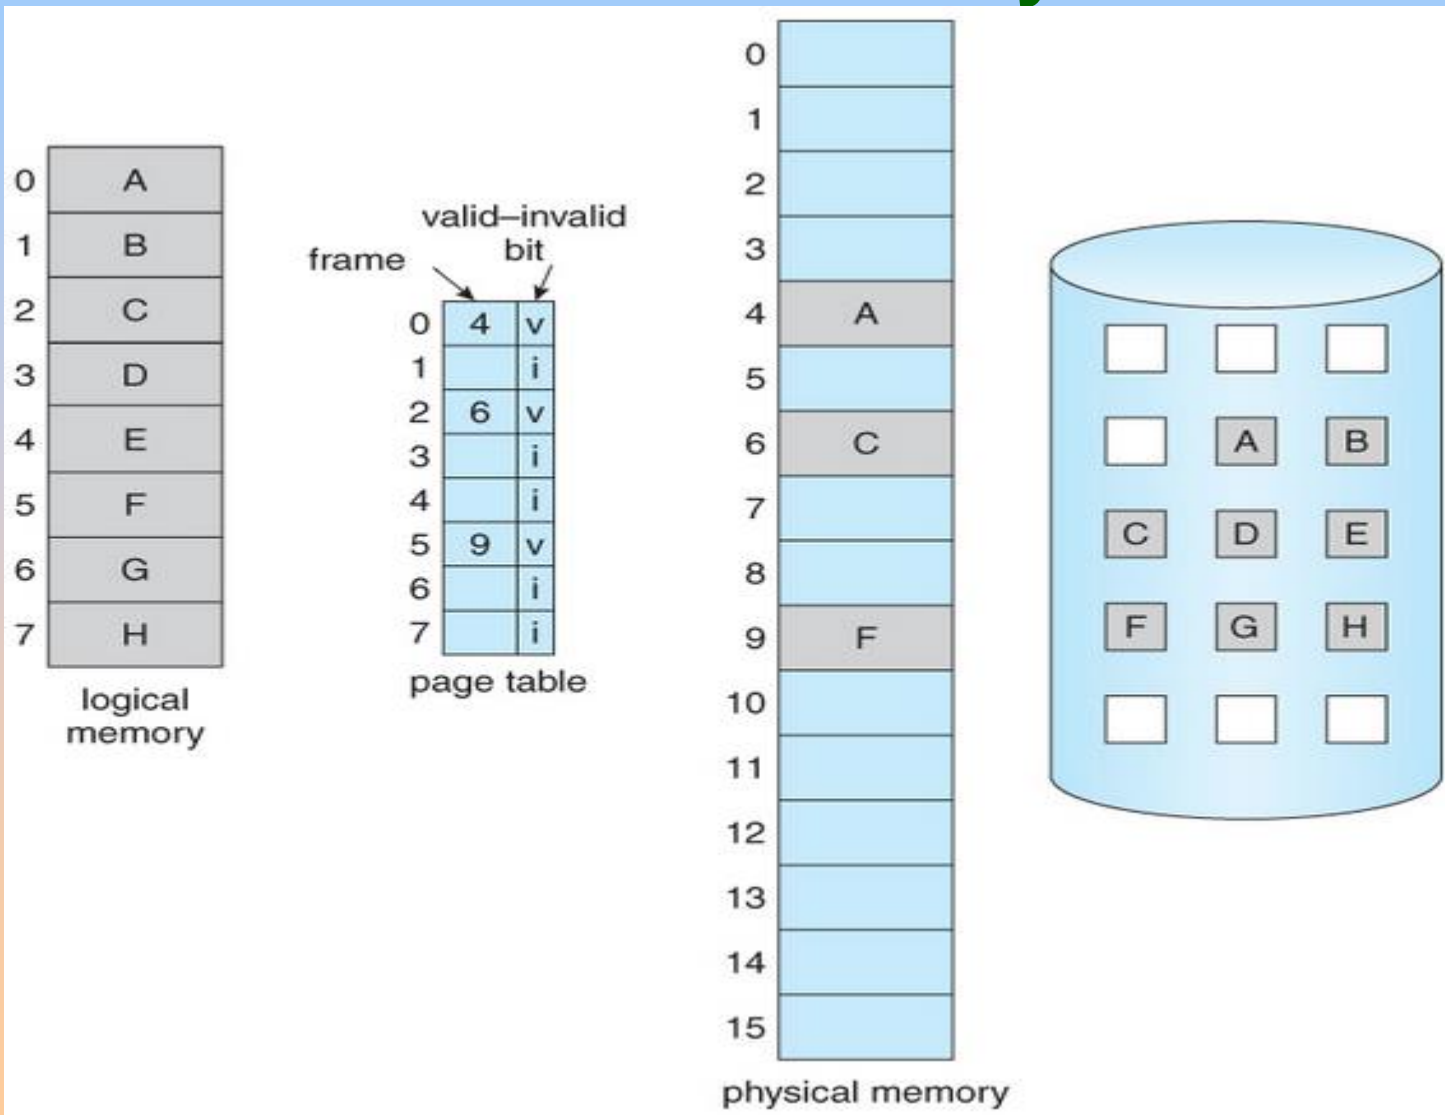 0 A
1 B
2 C
3 D
4 E
5 F
6 G
7 H
logical
memory
valid–invalid
bit
frame
0 4 v
1 i
2 6 v
3 i
4 i
5 9 v
6 i
7 i
page table
0
1
2
3
4 A
5
6 C
7
8
9 F
10
11
12
13
14
15
physical memory
A B
C D E
F G H